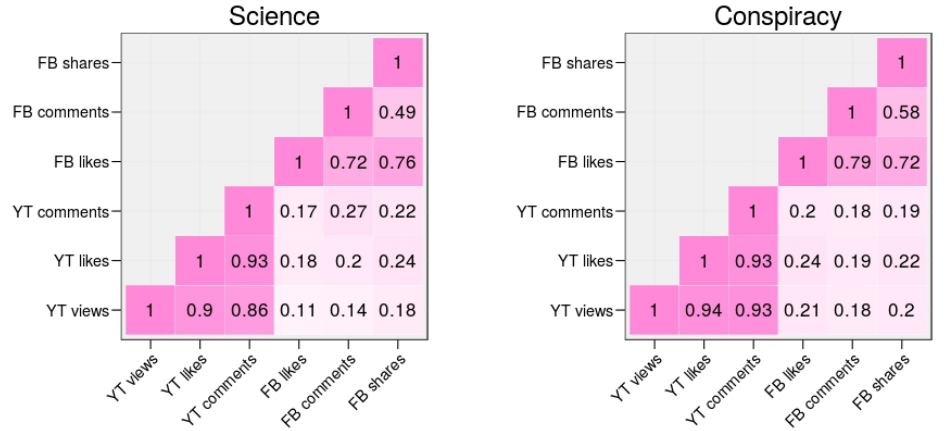 Science
FB shares 1
FB comments 1 0.49
FB likes 1 0.72 0.76
YT comments 1 0.17 0.27 0.22
YT likes 1 0.93 0.18 0.2 0.24
YT views 1 0.9 0.86 0.11 0.14 0.18
YT views YT likes YT comments FB likes FB comments FB shares
Conspiracy
FB shares 1
FB comments 1 0.58
FB likes 1 0.79 0.72
YT comments 1 0.2 0.18 0.19
YT likes 1 0.93 0.24 0.19 0.22
YT views 1 0.94 0.93 0.21 0.18 0.2
YT views YT likes YT comments FB likes FB comments FB shares